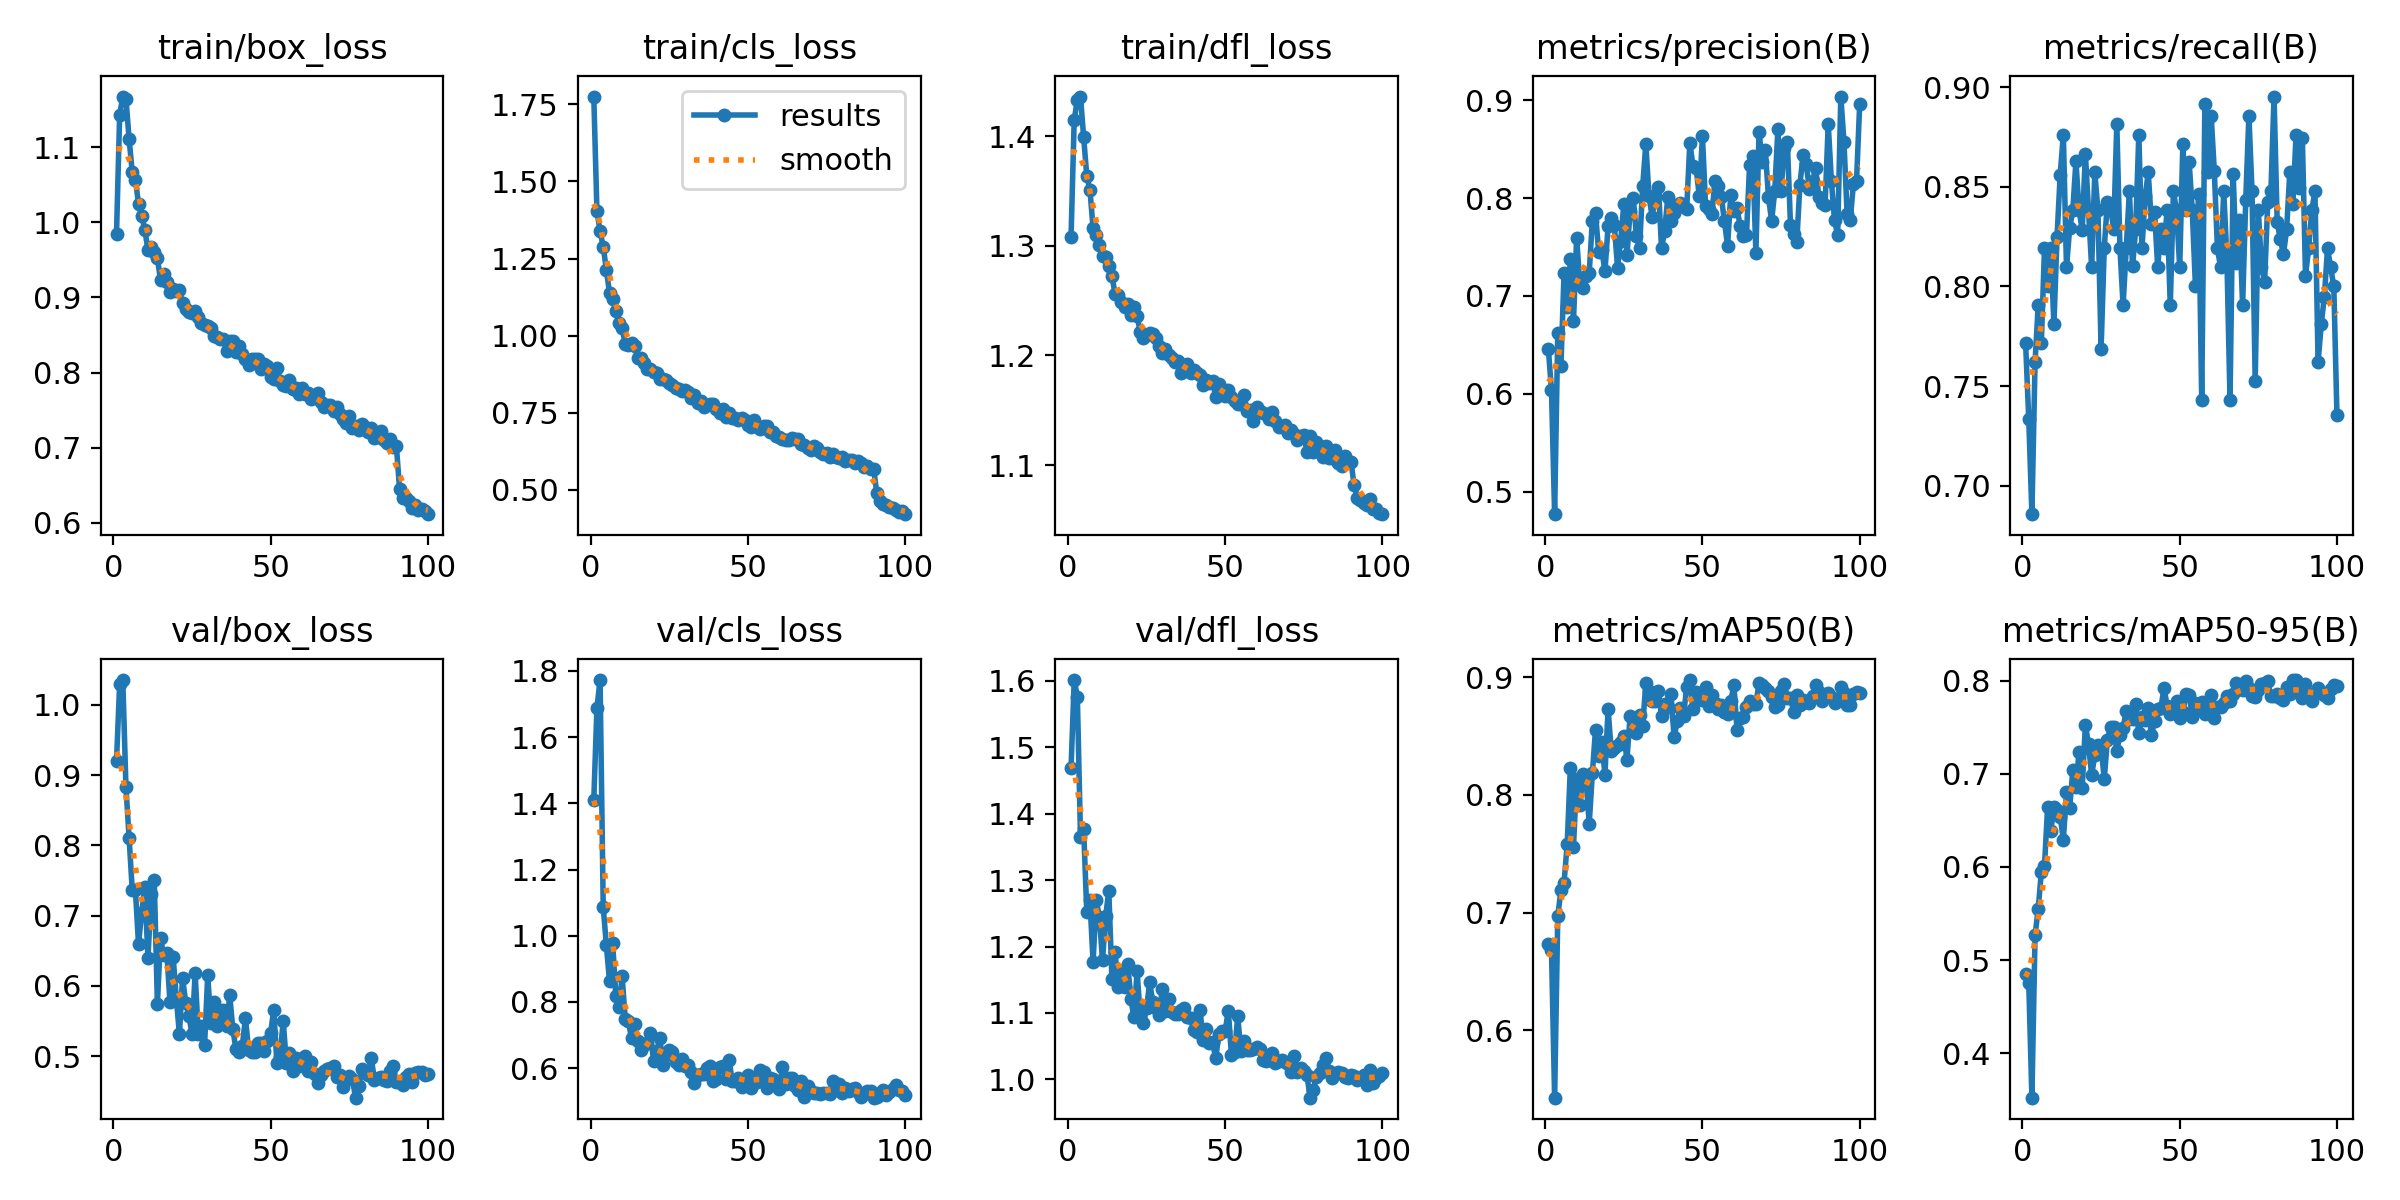 train/box_loss
train/cls_loss
train/dfl_loss
metrics/precision(B)
metrics/recall(B)
1.1
1.0
0.9
0.8
0.7
0.6
0 50 100
1.75
1.50
1.25
1.00
0.75
0.50
results
smooth
0 50 100
1.4
1.3
1.2
1.1
0 50 100
0.9
0.8
0.7
0.6
0.5
0 50 100
0.90
0.85
0.80
0.75
0.70
0 50 100
val/box_loss
val/cls_loss
val/dfl_loss
metrics/mAP50(B)
metrics/mAP50-95(B)
1.0
0.9
0.8
0.7
0.6
0.5
0 50 100
1.8
1.6
1.4
1.2
1.0
0.8
0.6
0 50 100
1.6
1.5
1.4
1.3
1.2
1.1
1.0
0 50 100
0.9
0.8
0.7
0.6
0 50 100
0.8
0.7
0.6
0.5
0.4
0 50 100